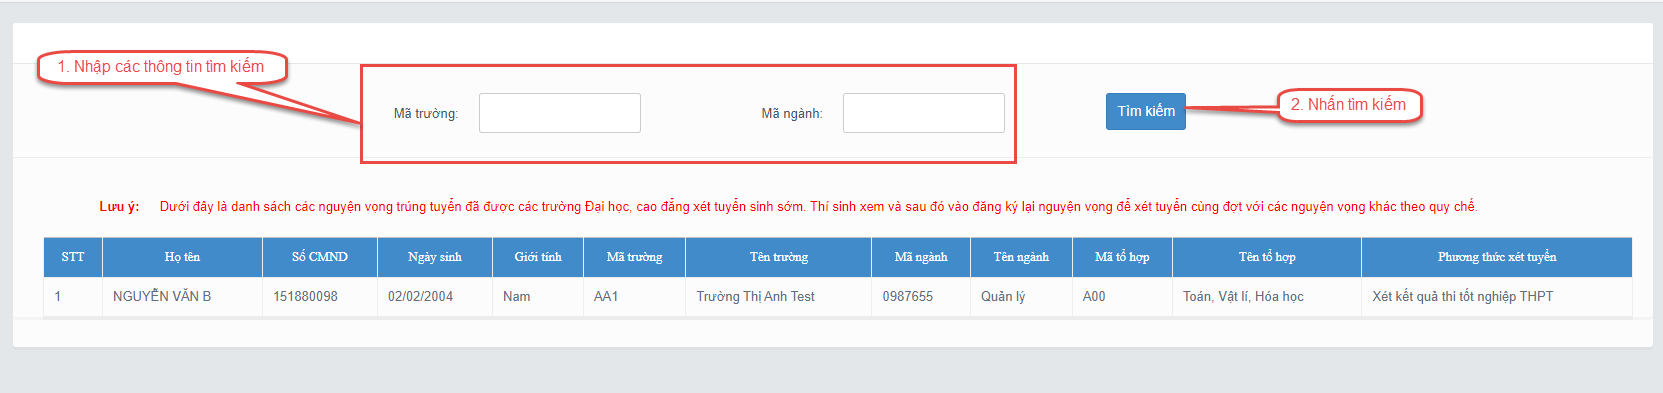 1. Nhập các thông tin tìm kiếm
Mã trường:
Mã ngành:
Tìm kiếm
2. Nhấn tìm kiếm
Lưu ý: Dưới đây là danh sách các nguyện vọng trúng tuyển đã được các trường Đại học, cao đẳng xét tuyển sinh sớm. Thí sinh xem và sau đó vào đăng ký lại nguyện vọng để xét tuyển cùng đợt với các nguyện vọng khác theo quy chế.
STT Họ tên Số CMND Ngày sinh Giới tính Mã trường Tên trường Mã ngành Tên ngành Mã tổ hợp Tên tổ hợp Phương thức xét tuyển
1 NGUYỄN VĂN B 151880098 02/02/2004 Nam AA1 Trường Thị Anh Test 0987655 Quản lý A00 Toán, Vật lí, Hóa học Xét kết quả thi tốt nghiệp THPT